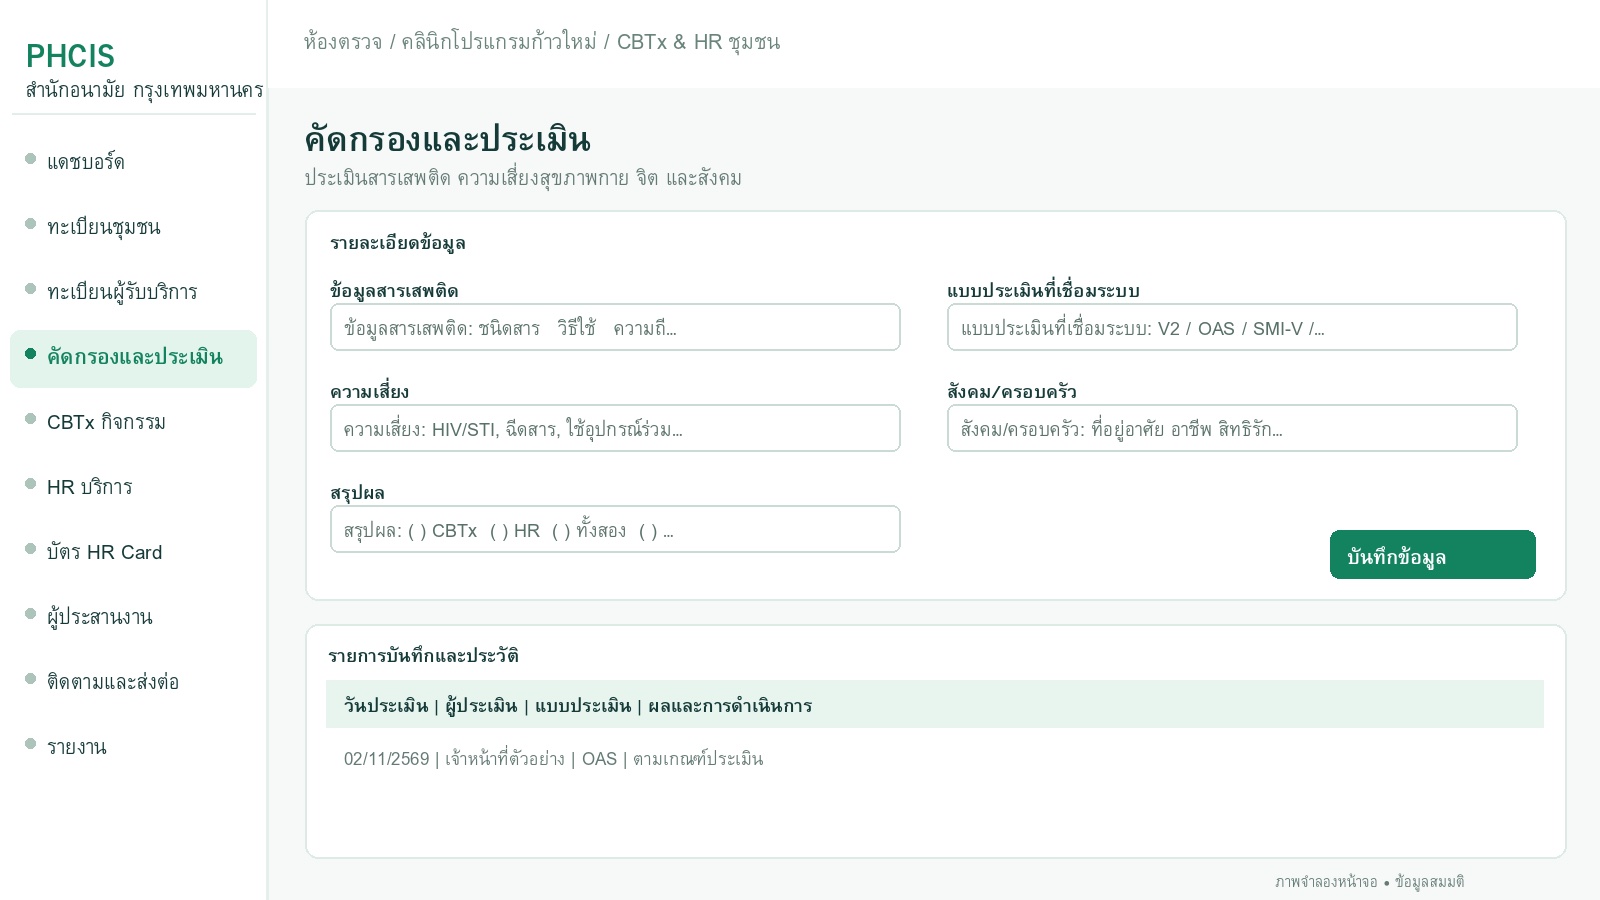 PHCIS
สำนักอนามัย กรุงเทพมหานคร
แดชบอร์ด
ทะเบียนชุมชน
ทะเบียนผู้รับบริการ
คัดกรองและประเมิน
CBTx กิจกรรม
HR บริการ
บัตร HR Card
ผู้ประสานงาน
ติดตามและส่งต่อ
รายงาน
ห้องตรวจ / คลินิกโปรแกรมก้าวใหม่ / CBTx & HR ชุมชน
คัดกรองและประเมิน
ประเมินสารเสพติด ความเสี่ยงสุขภาพกาย จิต และสังคม
รายละเอียดข้อมูล
ข้อมูลสารเสพติด
ข้อมูลสารเสพติด: ชนิดสาร วิธีใช้ ความถี่...
แบบประเมินที่เชื่อมระบบ
แบบประเมินที่เชื่อมระบบ: V2 / OAS / SMI-V /...
ความเสี่ยง
ความเสี่ยง: HIV/STI, ฉีดสาร, ใช้อุปกรณ์ร่วม...
สังคม/ครอบครัว
สังคม/ครอบครัว: ที่อยู่อาศัย อาชีพ สิทธิรัก...
สรุปผล
สรุปผล: ( ) CBTx ( ) HR ( ) ทั้งสอง ( ) ...
บันทึกข้อมูล
รายการบันทึกและประวัติ
วันประเมิน | ผู้ประเมิน | แบบประเมิน | ผลและการดำเนินการ
02/11/2569 | เจ้าหน้าที่ตัวอย่าง | OAS | ตามเกณฑ์ประเมิน
ภาพจำลองหน้าจอ • ข้อมูลสมมติ